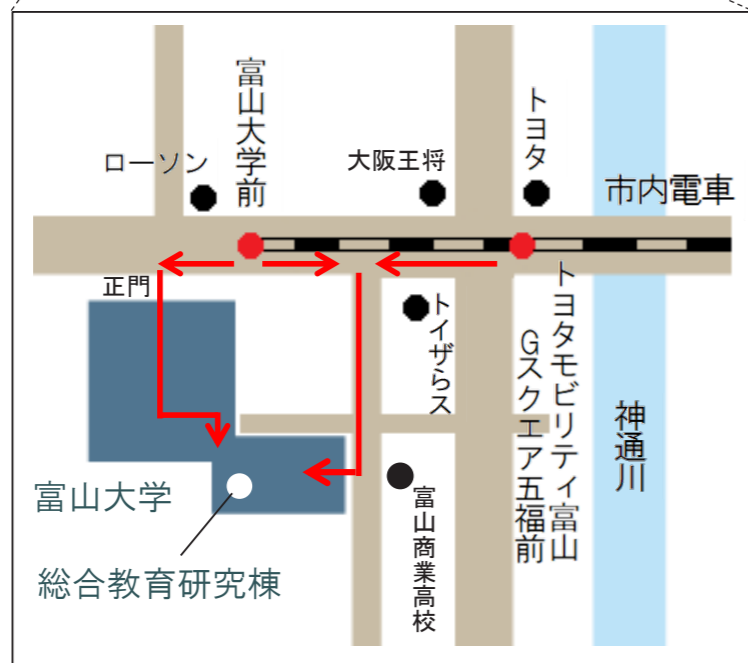 富山大学前
ローソン
大阪王将
トヨタ
市内電車
正門
トイザらス
トヨタモビリティ富山
Gスクエア五福前
神通川
富山大学
富山商業高校
総合教育研究棟